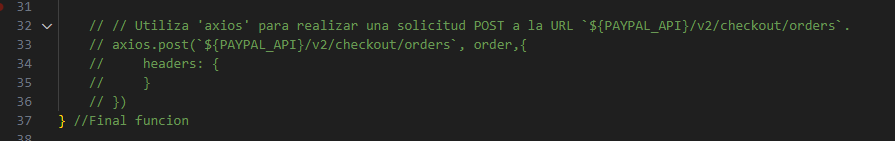 31
32 // // Utiliza 'axios' para realizar una solicitud POST a la URL `${PAYPAL_API}/v2/checkout/orders`.
33 // axios.post(`${PAYPAL_API}/v2/checkout/orders`, order,{
34 //     headers: {
35 //     }
36 // })
37 } //Final funcion
38